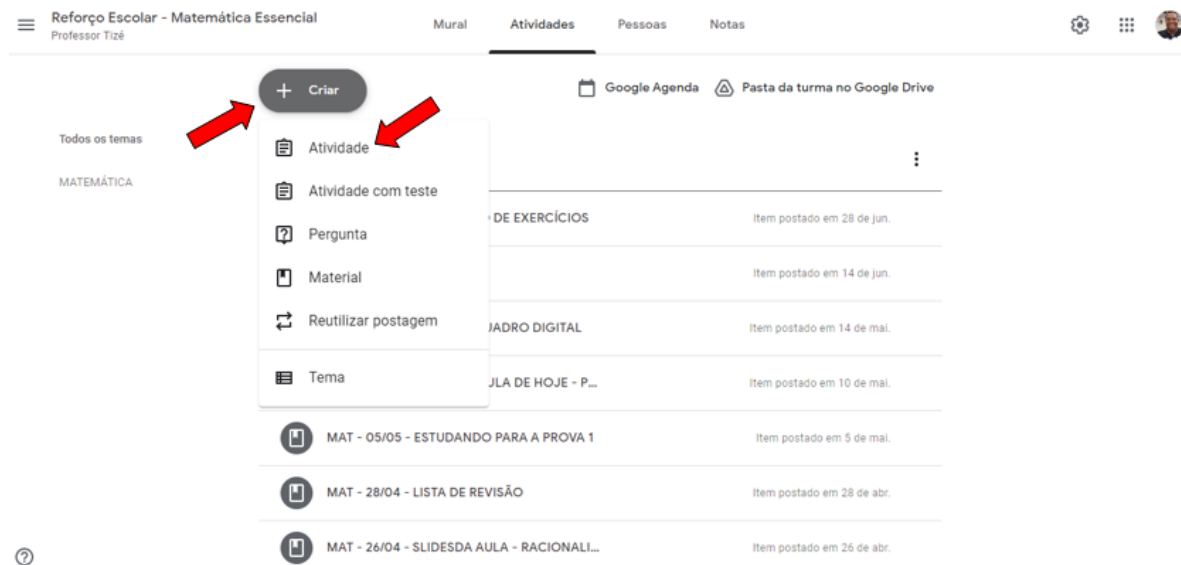 Reforço Escolar - Matemática Essencial
Professor Tizé
Mural Atividades Pessoas Notas
Criar
Google Agenda Pasta da turma no Google Drive
Todos os temas
MATEMÁTICA
Atividade
Atividade com teste
Pergunta
Material
Reutilizar postagem
Tema
DE EXERCÍCIOS Item postado em 28 de jun.
Item postado em 14 de jun.
ADRO DIGITAL Item postado em 14 de mai.
LA DE HOJE - P... Item postado em 10 de mai.
MAT - 05/05 - ESTUDANDO PARA A PROVA 1 Item postado em 5 de mai.
MAT - 28/04 - LISTA DE REVISÃO Item postado em 28 de abr.
MAT - 26/04 - SLIDESDA AULA - RACIONALI... Item postado em 26 de abr.